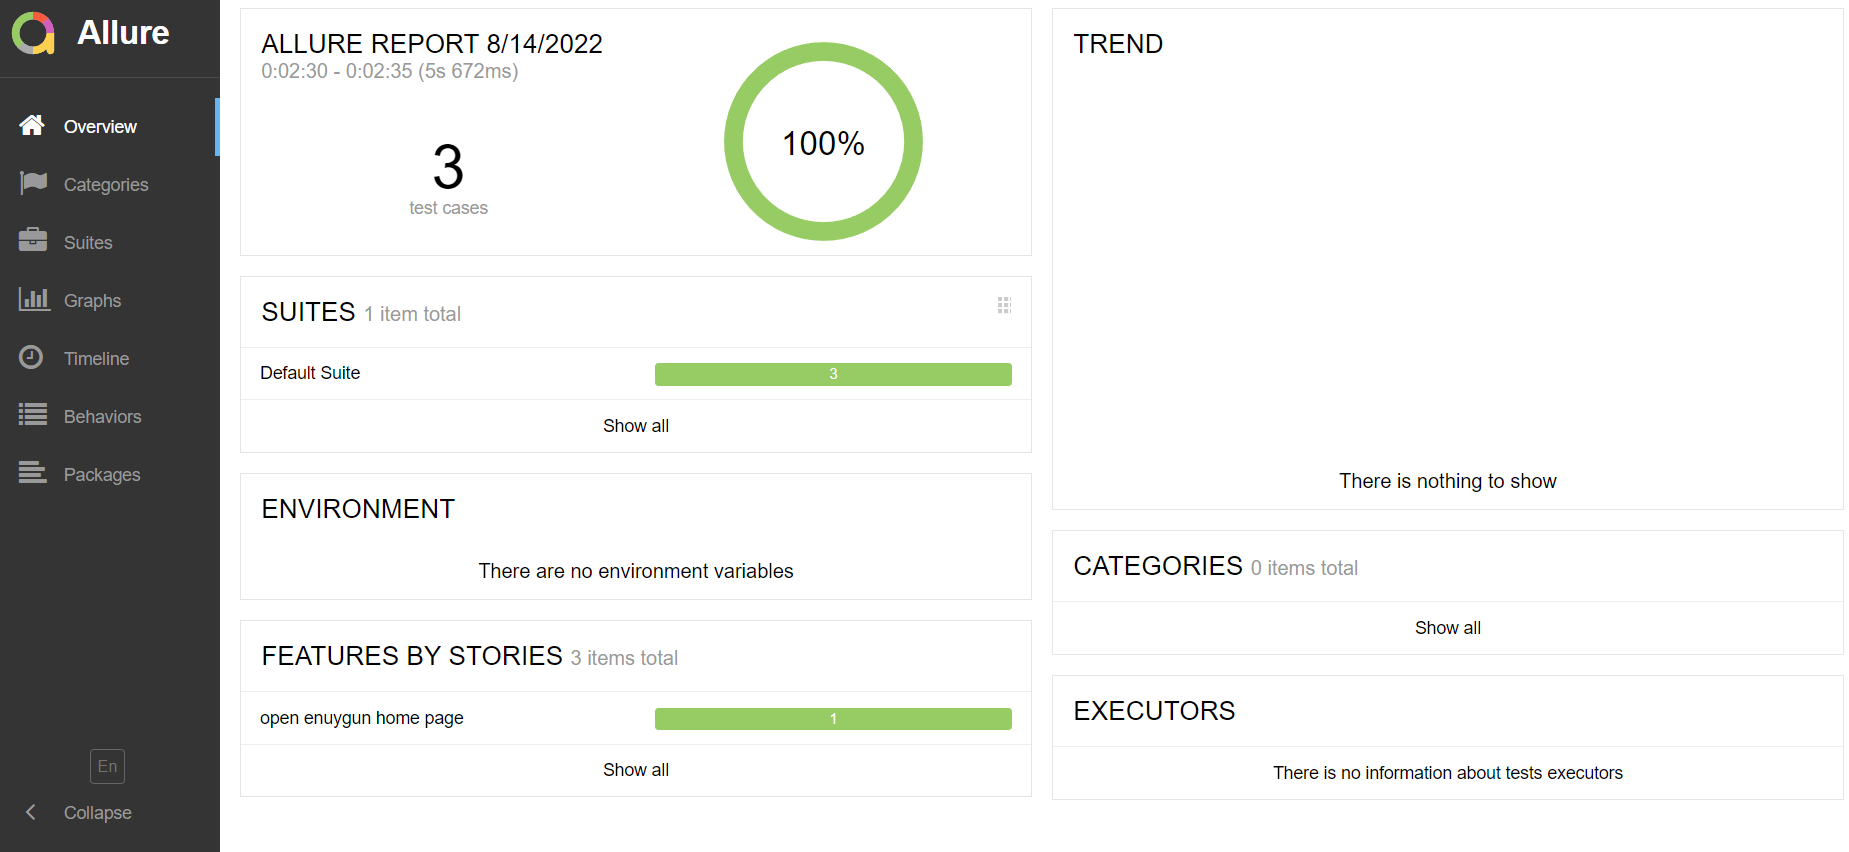 Allure
Overview
Categories
Suites
Graphs
Timeline
Behaviors
Packages
En
Collapse
ALLURE REPORT 8/14/2022
0:02:30 - 0:02:35 (5s 672ms)
3
test cases
100%
SUITES 1 item total
Default Suite 3
Show all
ENVIRONMENT
There are no environment variables
FEATURES BY STORIES 3 items total
open enuygun home page 1
Show all
TREND
There is nothing to show
CATEGORIES 0 items total
Show all
EXECUTORS
There is no information about tests executors